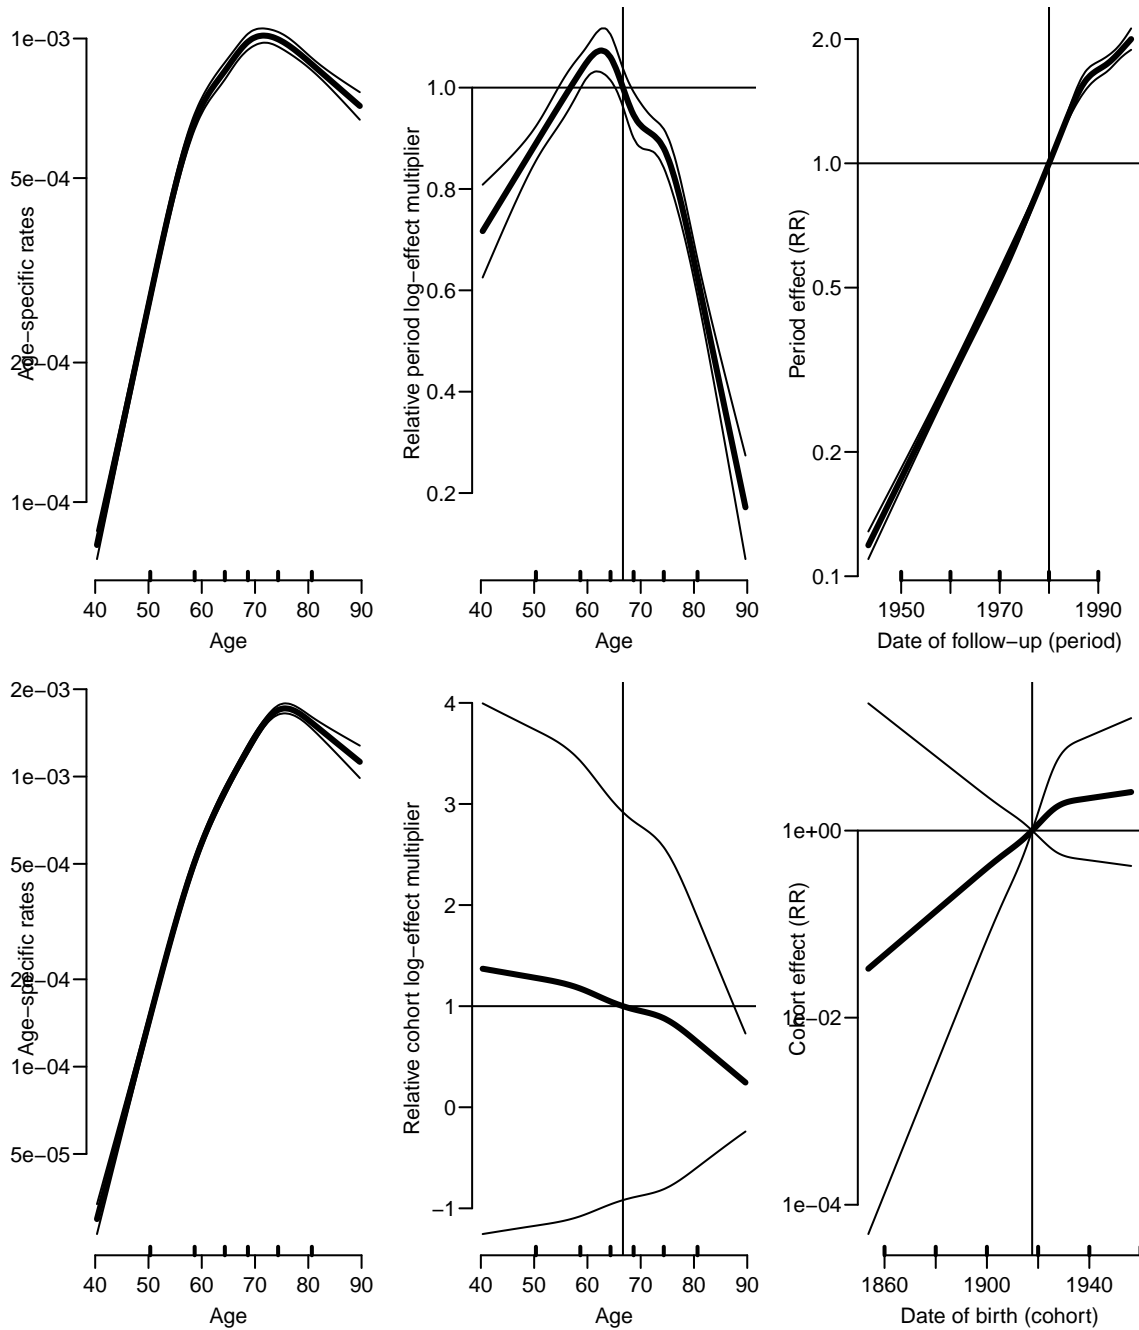 1e−03
5e−04
2e−04
1e−04
Age−specific rates
40 50 60 70 80 90
Age
1.0
0.8
0.6
0.4
0.2
Relative period log−effect multiplier
40 50 60 70 80 90
Age
2.0
1.0
0.5
0.2
0.1
Period effect (RR)
1950 1970 1990
Date of follow−up (period)
2e−03
1e−03
5e−04
2e−04
1e−04
5e−05
Age−specific rates
40 50 60 70 80 90
Age
4
3
2
1
0
−1
Relative cohort log−effect multiplier
40 50 60 70 80 90
Age
1e+00
1e−02
1e−04
Cohort effect (RR)
1860 1900 1940
Date of birth (cohort)